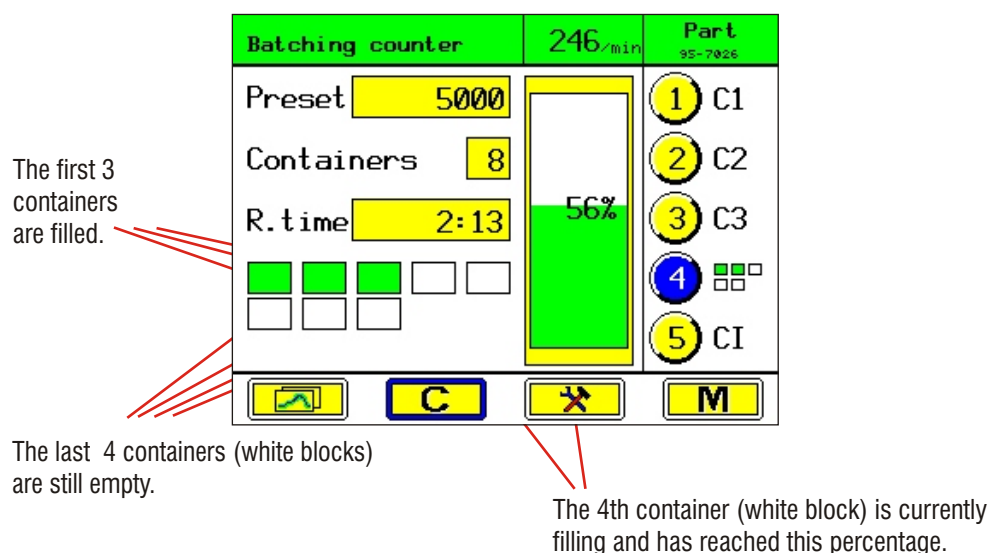 Batching counter 246/min Part
95-7026
Preset 5000 1 C1
Containers 8 2 C2
R.time 2:13 56% 3 C3
4
5 CI
C M
The first 3
containers
are filled.
The last 4 containers (white blocks)
are still empty.
The 4th container (white block) is currently
filling and has reached this percentage.